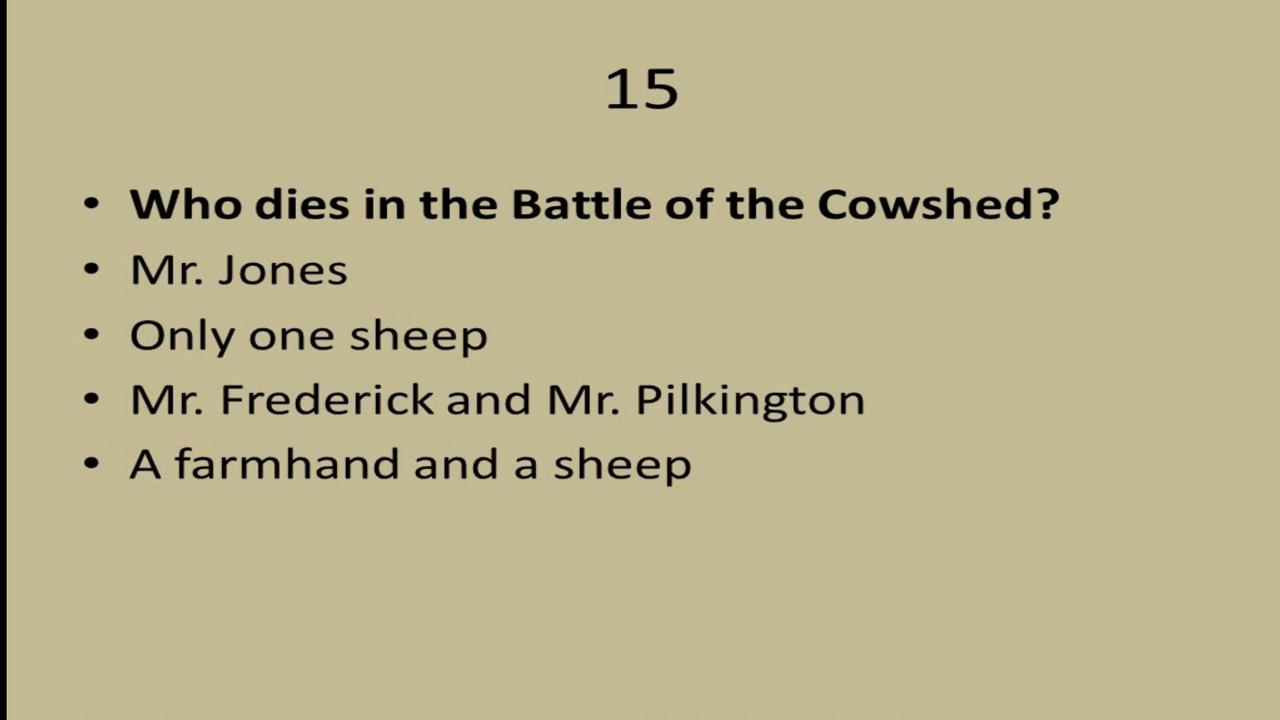 15
• Who dies in the Battle of the Cowshed?
• Mr. Jones
• Only one sheep
• Mr. Frederick and Mr. Pilkington
• A farmhand and a sheep